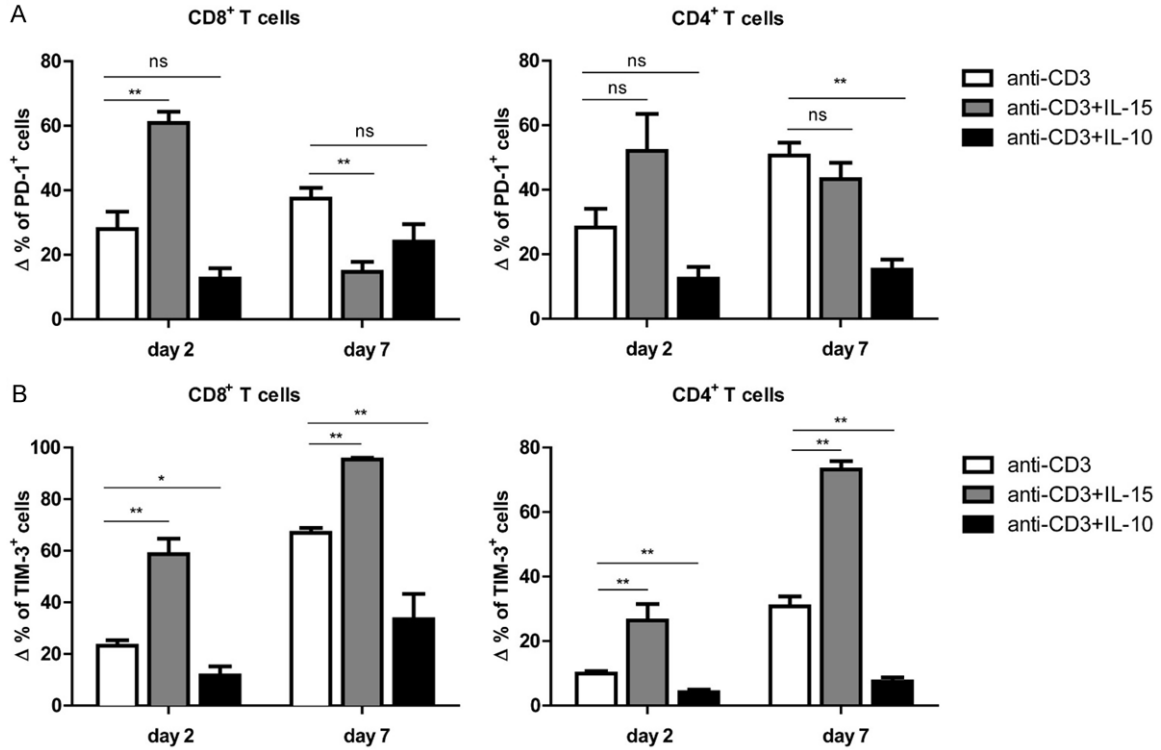 A
CD8+ T cells
Δ % of PD-1+ cells
80
60
40
20
0
ns
**
ns
**
day 2
day 7
CD4+ T cells
Δ % of PD-1+ cells
80
60
40
20
0
ns
ns
**
ns
day 2
day 7
anti-CD3
anti-CD3+IL-15
anti-CD3+IL-10
B
CD8+ T cells
Δ % of TIM-3+ cells
100
80
60
40
20
0
*
**
**
**
day 2
day 7
CD4+ T cells
Δ % of TIM-3+ cells
80
60
40
20
0
**
**
**
**
day 2
day 7
anti-CD3
anti-CD3+IL-15
anti-CD3+IL-10